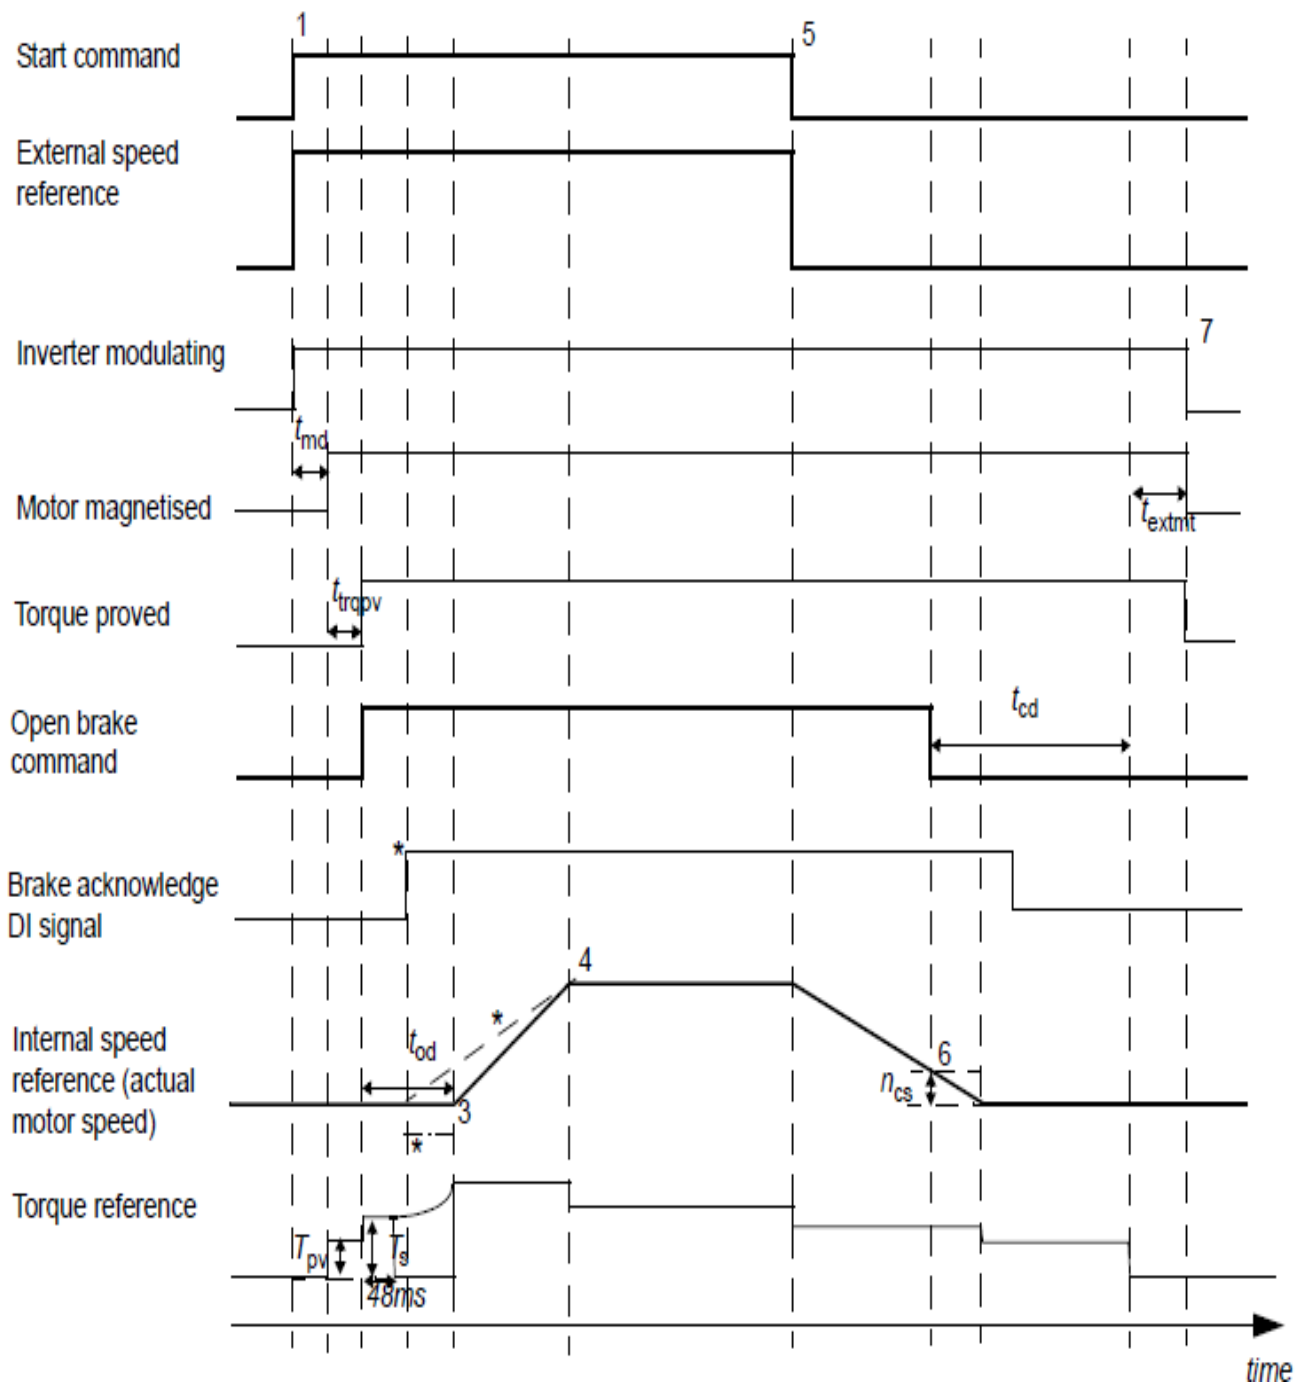 1
5
Start command
External speed
reference
Inverter modulating
7
tmd
Motor magnetised
textmt
ttrqpv
Torque proved
Open brake
command
tcd
*
Brake acknowledge
DI signal
4
*
Internal speed
reference (actual
motor speed)
tod
6
ncs
3
*
Torque reference
Tpv
Ts
48ms
time